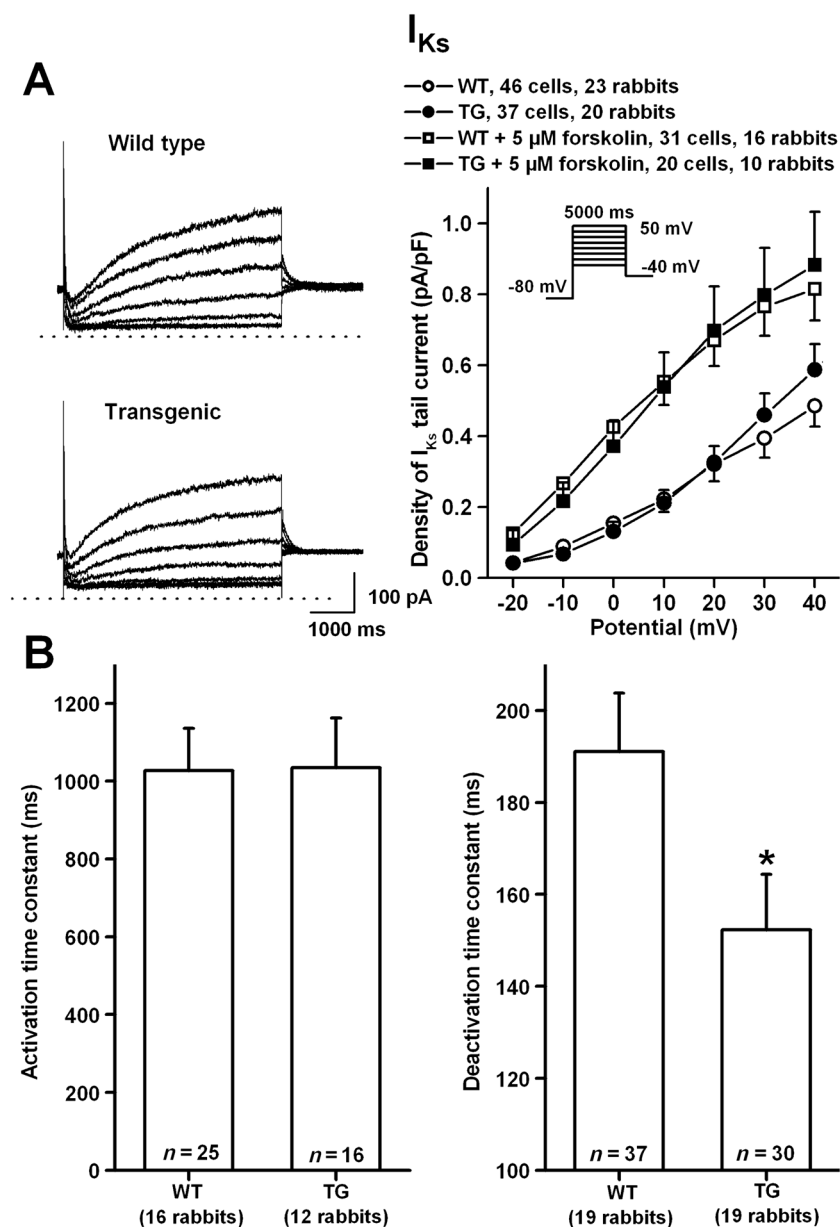 I Ks
A
WT, 46 cells, 23 rabbits
TG, 37 cells, 20 rabbits
WT + 5 µM forskolin, 31 cells, 16 rabbits
TG + 5 µM forskolin, 20 cells, 10 rabbits
Wild type
Transgenic
100 pA
1000 ms
Density of I Ks tail current (pA/pF)
1.0
0.8
0.6
0.4
0.2
0.0
5000 ms
50 mV
-40 mV
-80 mV
-20 -10 0 10 20 30 40
Potential (mV)
B
Activation time constant (ms)
1200
1000
800
600
400
200
0
n = 25
n = 16
WT
(16 rabbits)
TG
(12 rabbits)
Deactivation time constant (ms)
200
180
160
140
120
100
*
n = 37
n = 30
WT
(19 rabbits)
TG
(19 rabbits)